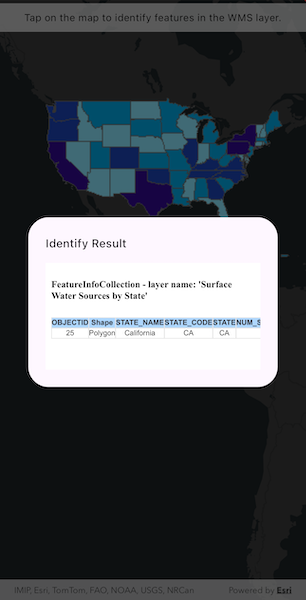 Tap on the map to identify features in the WMS layer.
Identify Result
FeatureInfoCollection - layer name: 'Surface
Water Sources by State'
OBJECTID Shape STATE_NAME STATE_CODE STATE NUM_S
25 Polygon California CA CA
IMIP, Esri, TomTom, FAO, NOAA, USGS, NRCan Powered by Esri